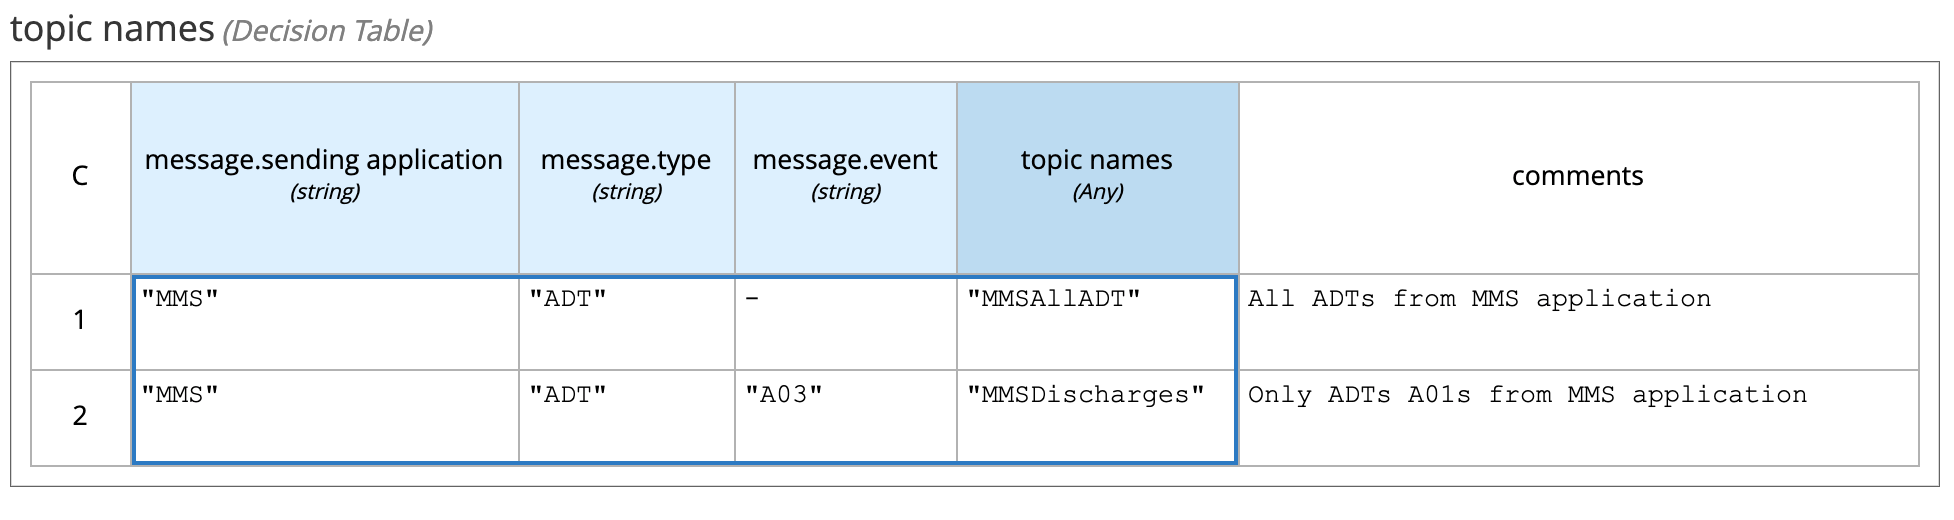 topic names (Decision Table)
C message.sending application message.type message.event topic names comments
(string) (string) (string) (Any)
1 "MMS" "ADT" - "MMSAllADT" All ADTs from MMS application
2 "MMS" "ADT" "A03" "MMSDischarges" Only ADTs A01s from MMS application